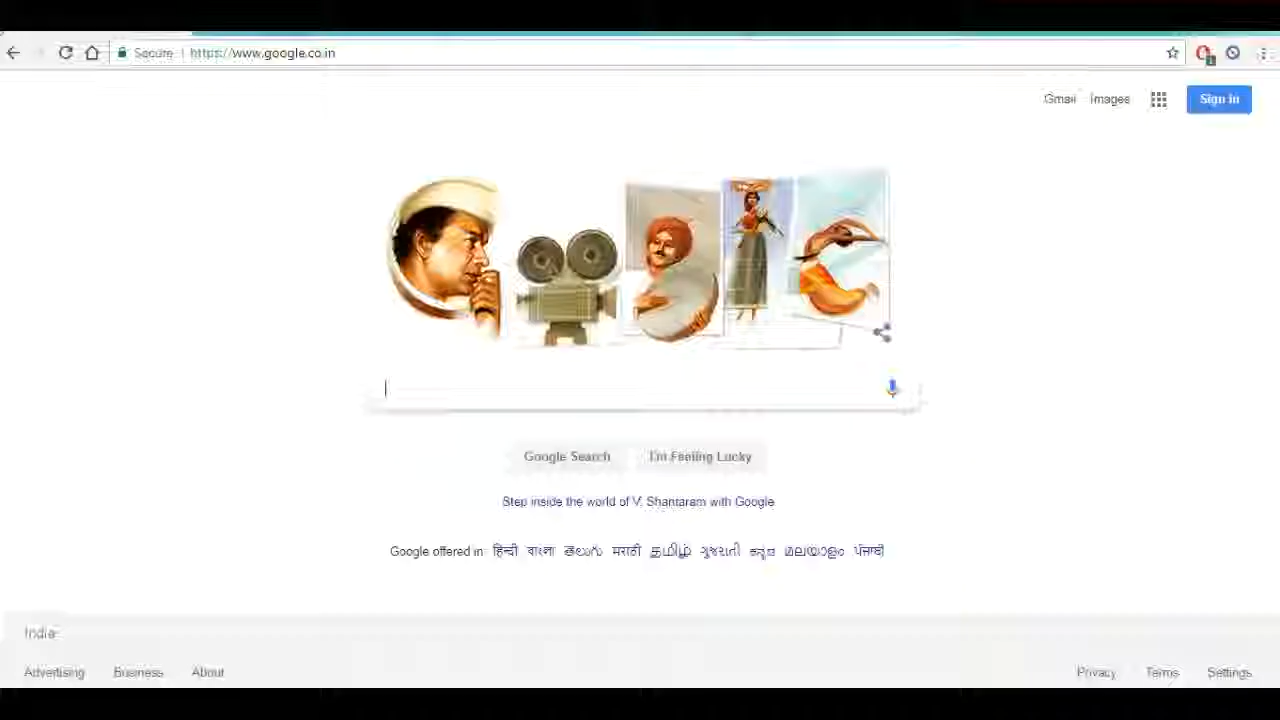 Secure | https://www.google.co.in
Gmail Images Sign in
Google Search I'm Feeling Lucky
Step inside the world of V. Shantaram with Google
Google offered in: हिन्दी বাংলা తెలుగు मराठी தமிழ் ગુજરાતી ಕನ್ನಡ മലയാളം ਪੰਜਾਬੀ
India
Advertising Business About Privacy Terms Settings